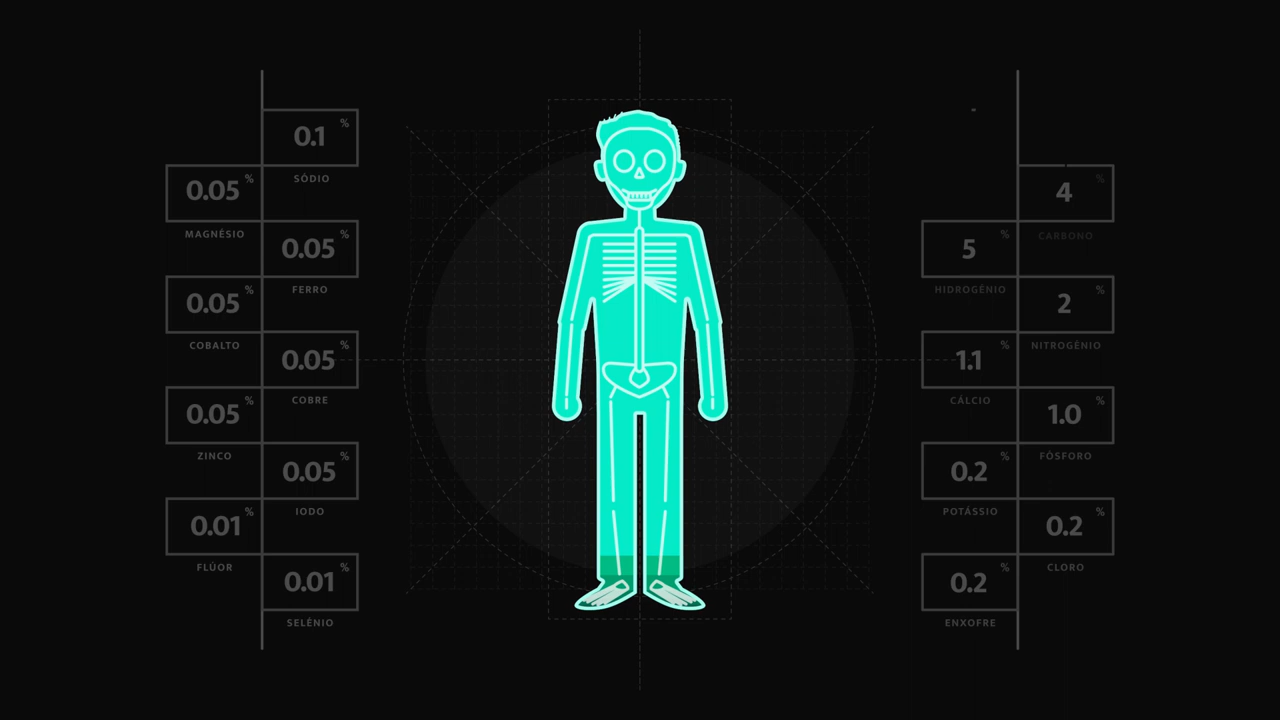 0.1 %
SÓDIO
0.05 %
MAGNÉSIO
0.05 %
FERRO
0.05 %
COBALTO
0.05 %
COBRE
0.05 %
ZINCO
0.05 %
IODO
0.01 %
FLÚOR
0.01 %
SELÊNIO
4 %
CARBONO
5 %
HIDROGÊNIO
2 %
NITROGÊNIO
1.1 %
CÁLCIO
1.0 %
FÓSFORO
0.2 %
POTÁSSIO
0.2 %
CLORO
0.2 %
ENXOFRE